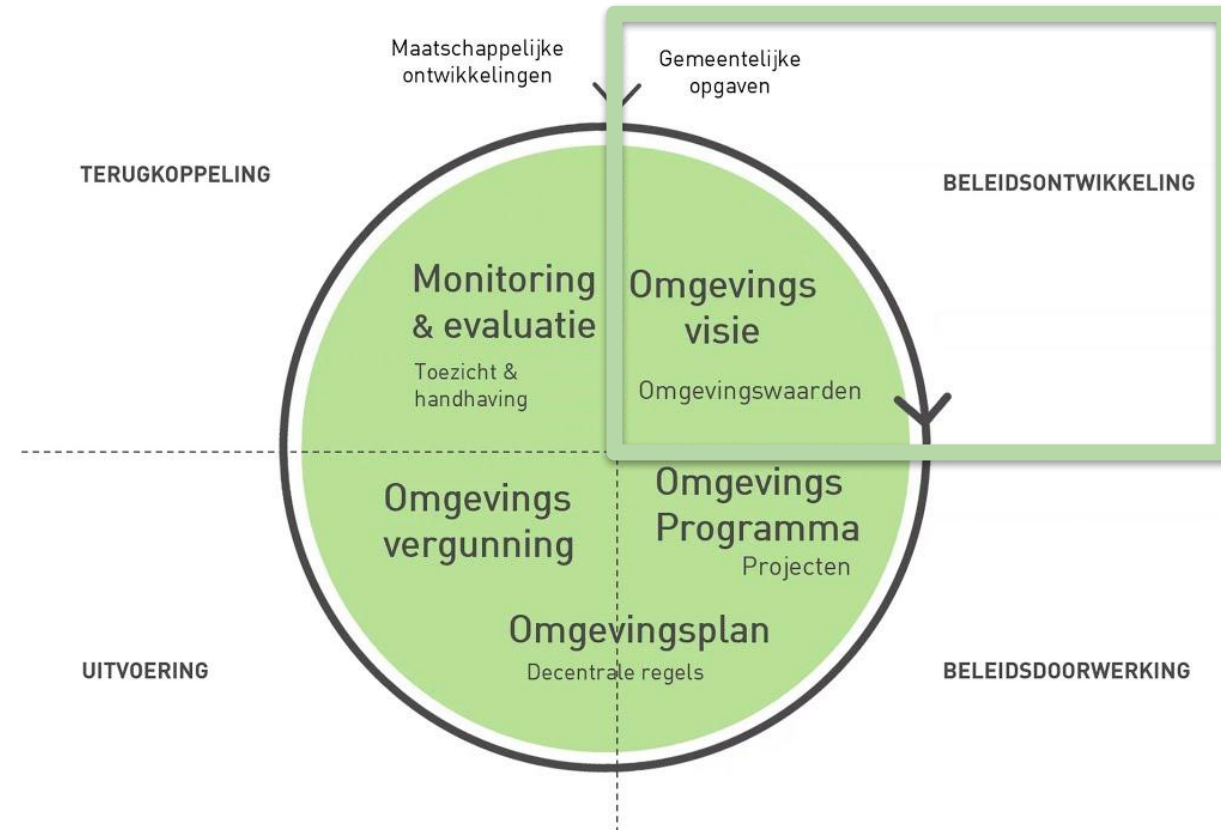 Maatschappelijke
ontwikkelingen
Gemeentelijke
opgaven
TERUGKOPPELING
BELEIDSONTWIKKELING
Monitoring
& evaluatie
Toezicht &
handhaving
Omgevings
visie
Omgevingswaarden
Omgevings
vergunning
Omgevings
Programma
Projecten
Omgevingsplan
Decentrale regels
UITVOERING
BELEIDSDOORWERKING